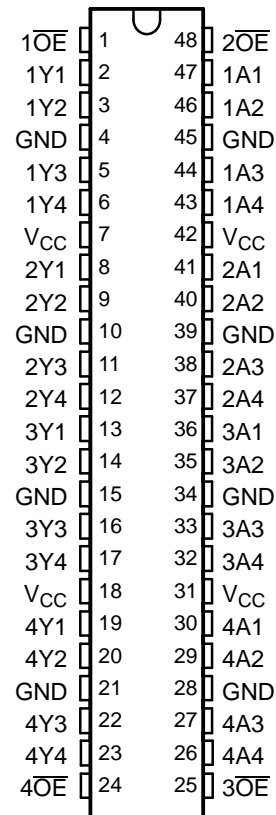 1O̅E̅ 1 48 2O̅E̅
1Y1 2 47 1A1
1Y2 3 46 1A2
GND 4 45 GND
1Y3 5 44 1A3
1Y4 6 43 1A4
VCC 7 42 VCC
2Y1 8 41 2A1
2Y2 9 40 2A2
GND 10 39 GND
2Y3 11 38 2A3
2Y4 12 37 2A4
3Y1 13 36 3A1
3Y2 14 35 3A2
GND 15 34 GND
3Y3 16 33 3A3
3Y4 17 32 3A4
VCC 18 31 VCC
4Y1 19 30 4A1
4Y2 20 29 4A2
GND 21 28 GND
4Y3 22 27 4A3
4Y4 23 26 4A4
4O̅E̅ 24 25 3O̅E̅